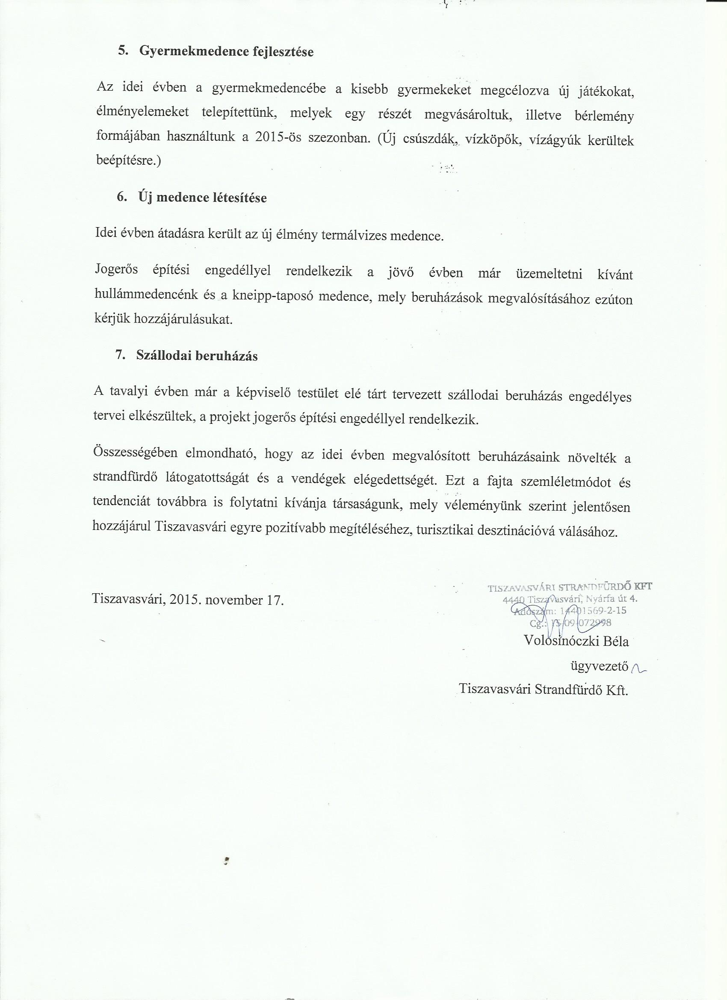 5. Gyermekmedence fejlesztése
Az idei évben a gyermekmedencébe a kisebb gyermekeket megcélozva új játékokat,
élményelemeket telepítettünk, melyek egy részét megvásároltuk, illetve bérlemény
formájában használtunk a 2015-ös szezonban. (Új csúszdák, vízköpők, vízágyúk kerültek
beépítésre.)
6. Új medence létesítése
Idei évben átadásra került az új élmény termálvizes medence.
Jogerős építési engedéllyel rendelkezik a jövő évben már üzemeltetni kívánt
hullámmedencénk és a kneipp-taposó medence, mely beruházások megvalósításához ezúton
kérjük hozzájárulásukat.
7. Szállodai beruházás
A tavalyi évben már a képviselő testület elé tárt tervezett szállodai beruházás engedélyes
tervei elkészültek, a projekt jogerős építési engedéllyel rendelkezik.
Összességében elmondható, hogy az idei évben megvalósított beruházásaink növelték a
strandfürdő látogatottságát és a vendégek elégedettségét. Ezt a fajta szemléletmódot és
tendenciát továbbra is folytatni kívánja társaságunk, mely véleményünk szerint jelentősen
hozzájárul Tiszavasvári egyre pozitívabb megítéléséhez, turisztikai desztinációvá válásához.
Tiszavasvári, 2015. november 17.
TISZAVASVÁRI STRANDFÜRDŐ KFT
4440 Tiszavasvári, Nyárfa út 4.
Adószám: 14401569-2-15
Cg.: 15-09-072998
Volosinóczki Béla
ügyvezető
Tiszavasvári Strandfürdő Kft.